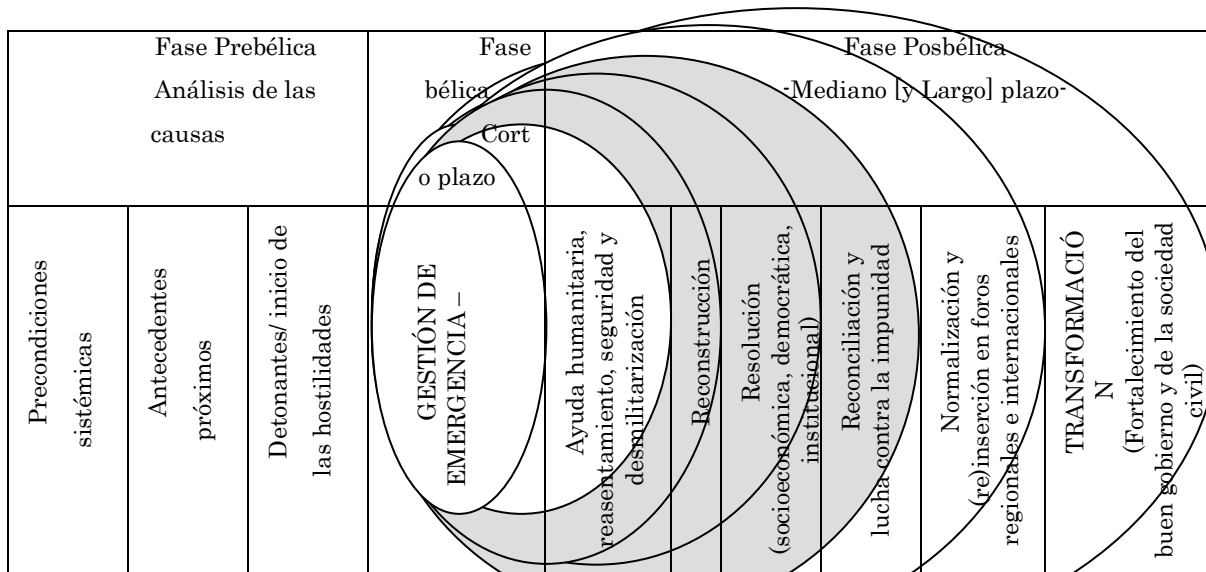 Fase Prebélica
Análisis de las
causas
Fase
bélica
Cort
o plazo
Fase Posbélica
-Mediano [y Largo] plazo-
Precondiciones
sistémicas
Antecedentes
próximos
Detonantes/ inicio de
las hostilidades
GESTIÓN DE
EMERGENCIA –
Ayuda humanitaria,
reasentamiento, seguridad y
desmilitarización
Reconstrucción
Resolución
(socioeconómica, democrática,
institucional)
Reconciliación y
lucha contra la impunidad
Normalización y
(re)inserción en foros
regionales e internacionales
TRANSFORMACIÓ
N
(Fortalecimiento del
buen gobierno y de la sociedad
civil)